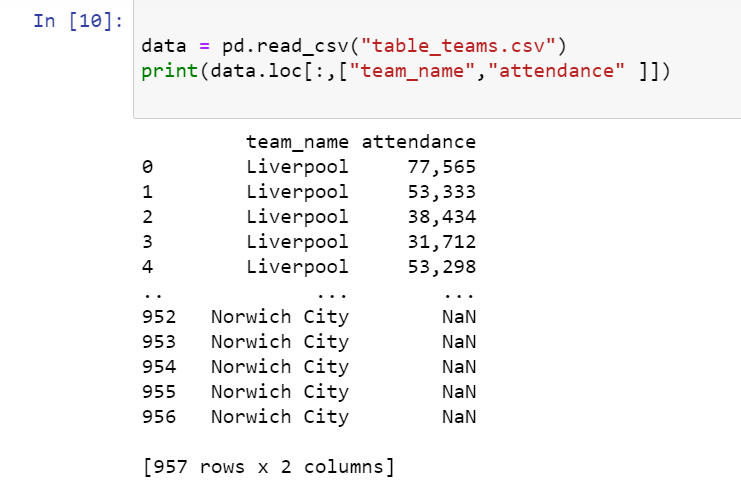 In [10]:
data = pd.read_csv("table_teams.csv")
print(data.loc[:,["team_name","attendance" ]])
team_name attendance
0 Liverpool 77,565
1 Liverpool 53,333
2 Liverpool 38,434
3 Liverpool 31,712
4 Liverpool 53,298
.. ... ...
952 Norwich City NaN
953 Norwich City NaN
954 Norwich City NaN
955 Norwich City NaN
956 Norwich City NaN
[957 rows x 2 columns]